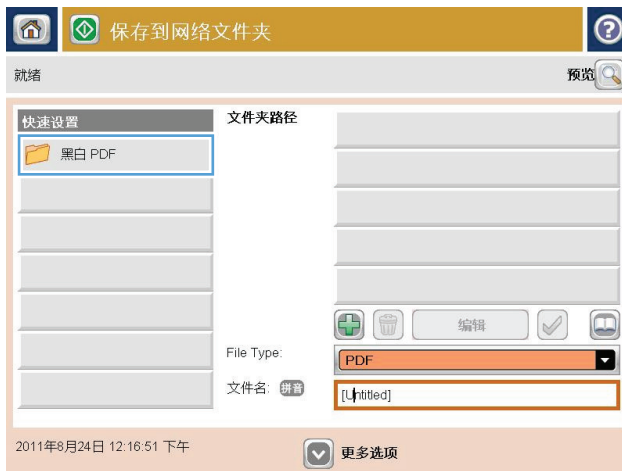 保存到网络文件夹
就绪
预览
快速设置
黑白 PDF
文件夹路径
编辑
File Type:
PDF
文件名: 拼音
[Untitled]
2011年8月24日 12:16:51 下午
更多选项